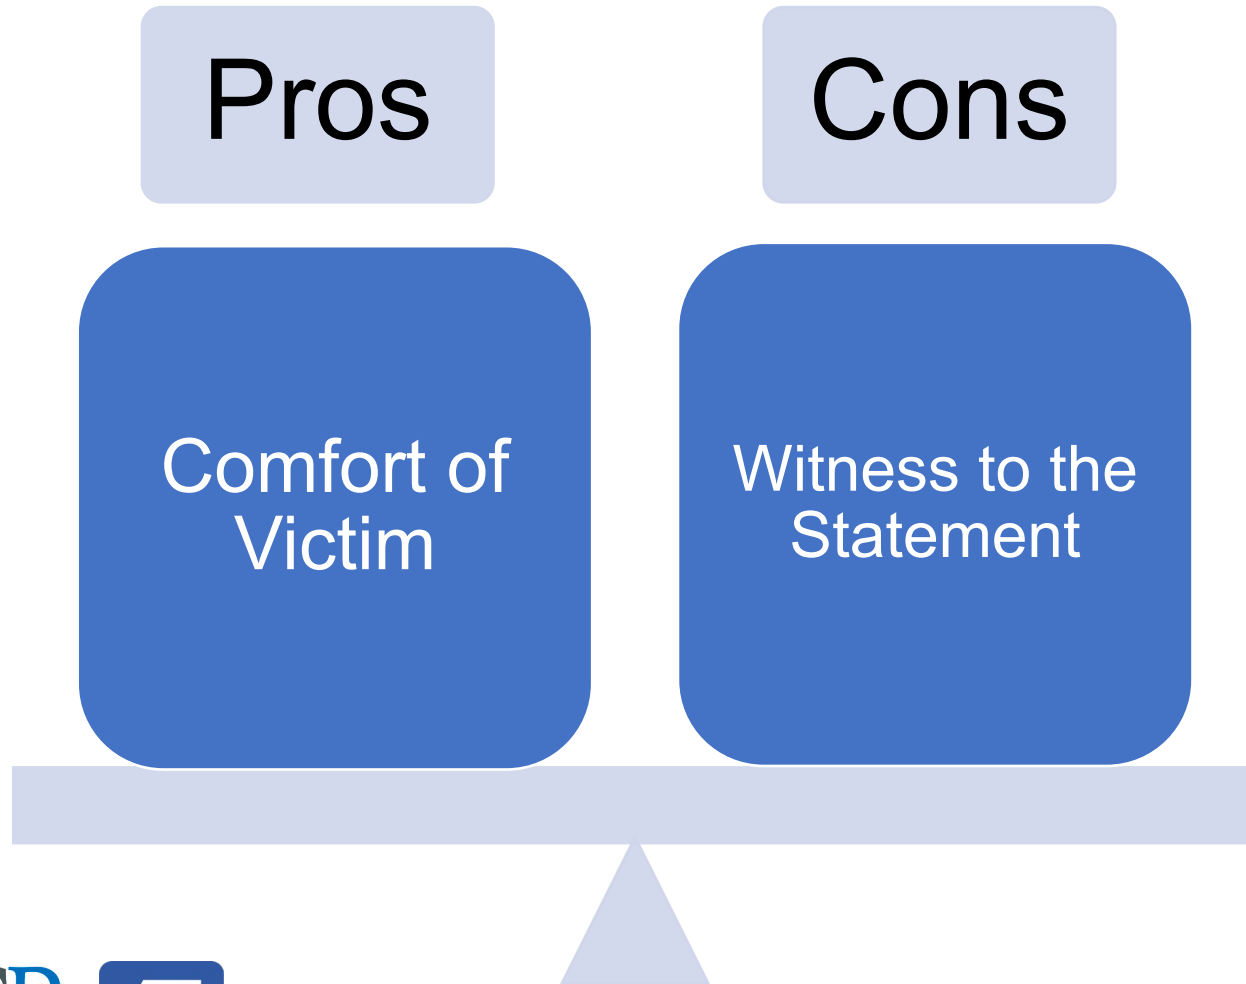 Pros
Cons
Comfort of
Victim
Witness to the
Statement